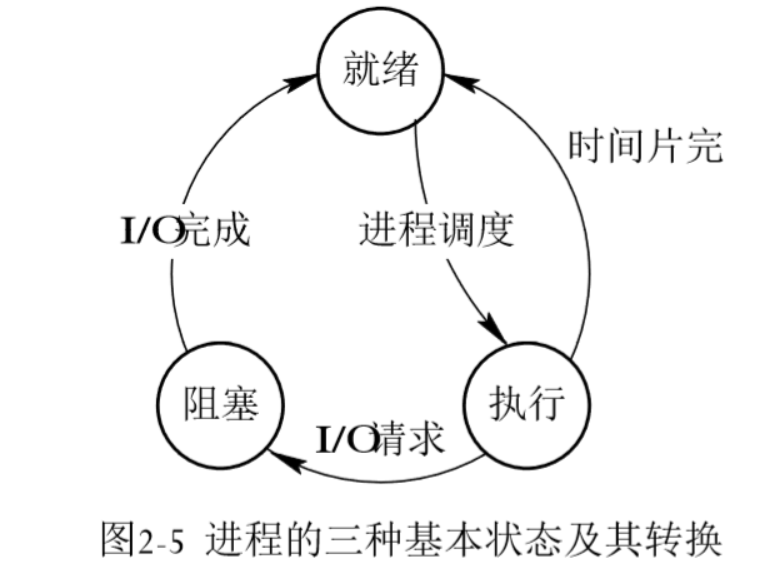 就绪
时间片完
I/O完成
进程调度
阻塞
执行
I/O请求
图2-5 进程的三种基本状态及其转换